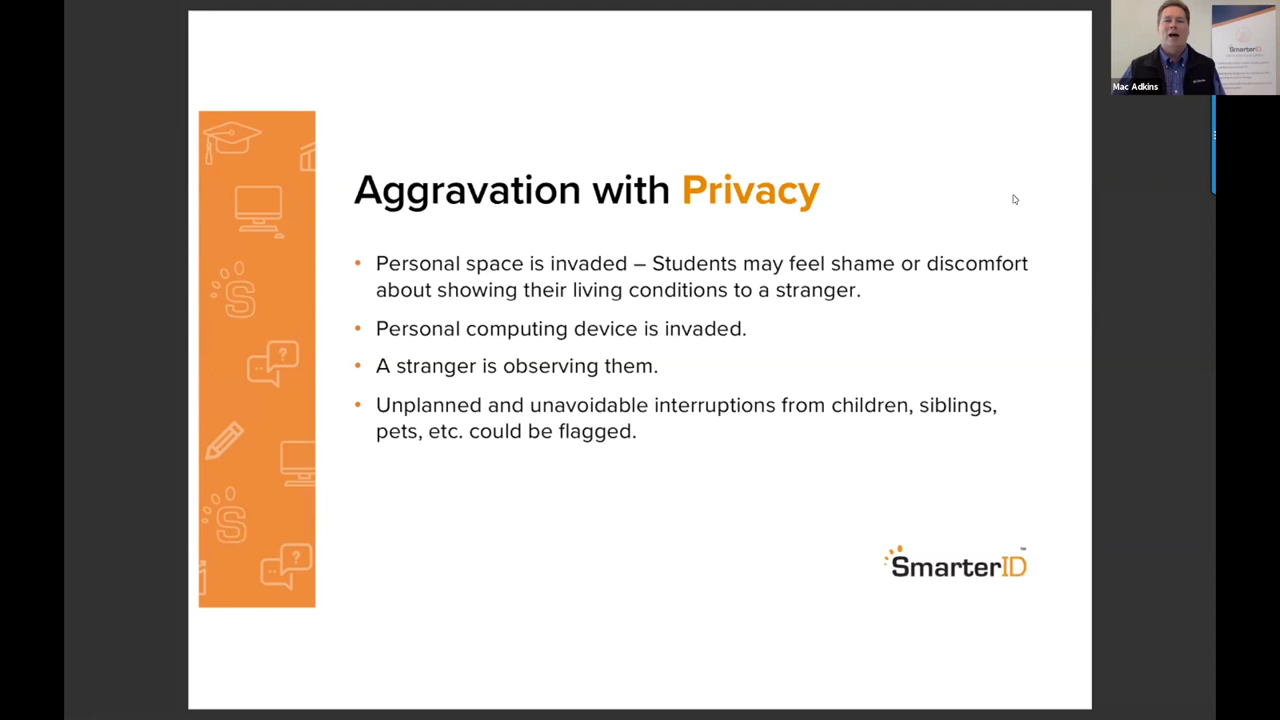 Aggravation with Privacy
• Personal space is invaded – Students may feel shame or discomfort
about showing their living conditions to a stranger.
• Personal computing device is invaded.
• A stranger is observing them.
• Unplanned and unavoidable interruptions from children, siblings,
pets, etc. could be flagged.
SmarterID™
Mac Adkins
SmarterID